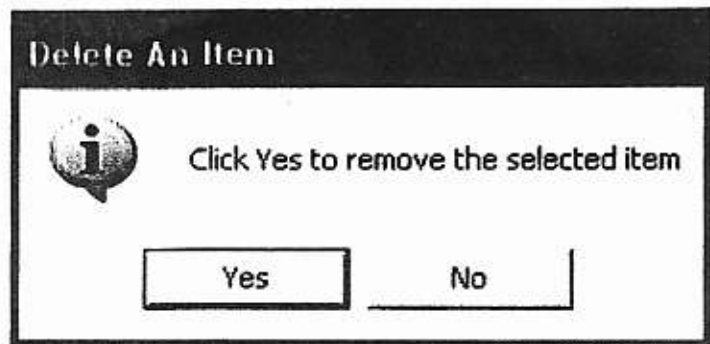 Delete An Item
Click Yes to remove the selected item
Yes
No